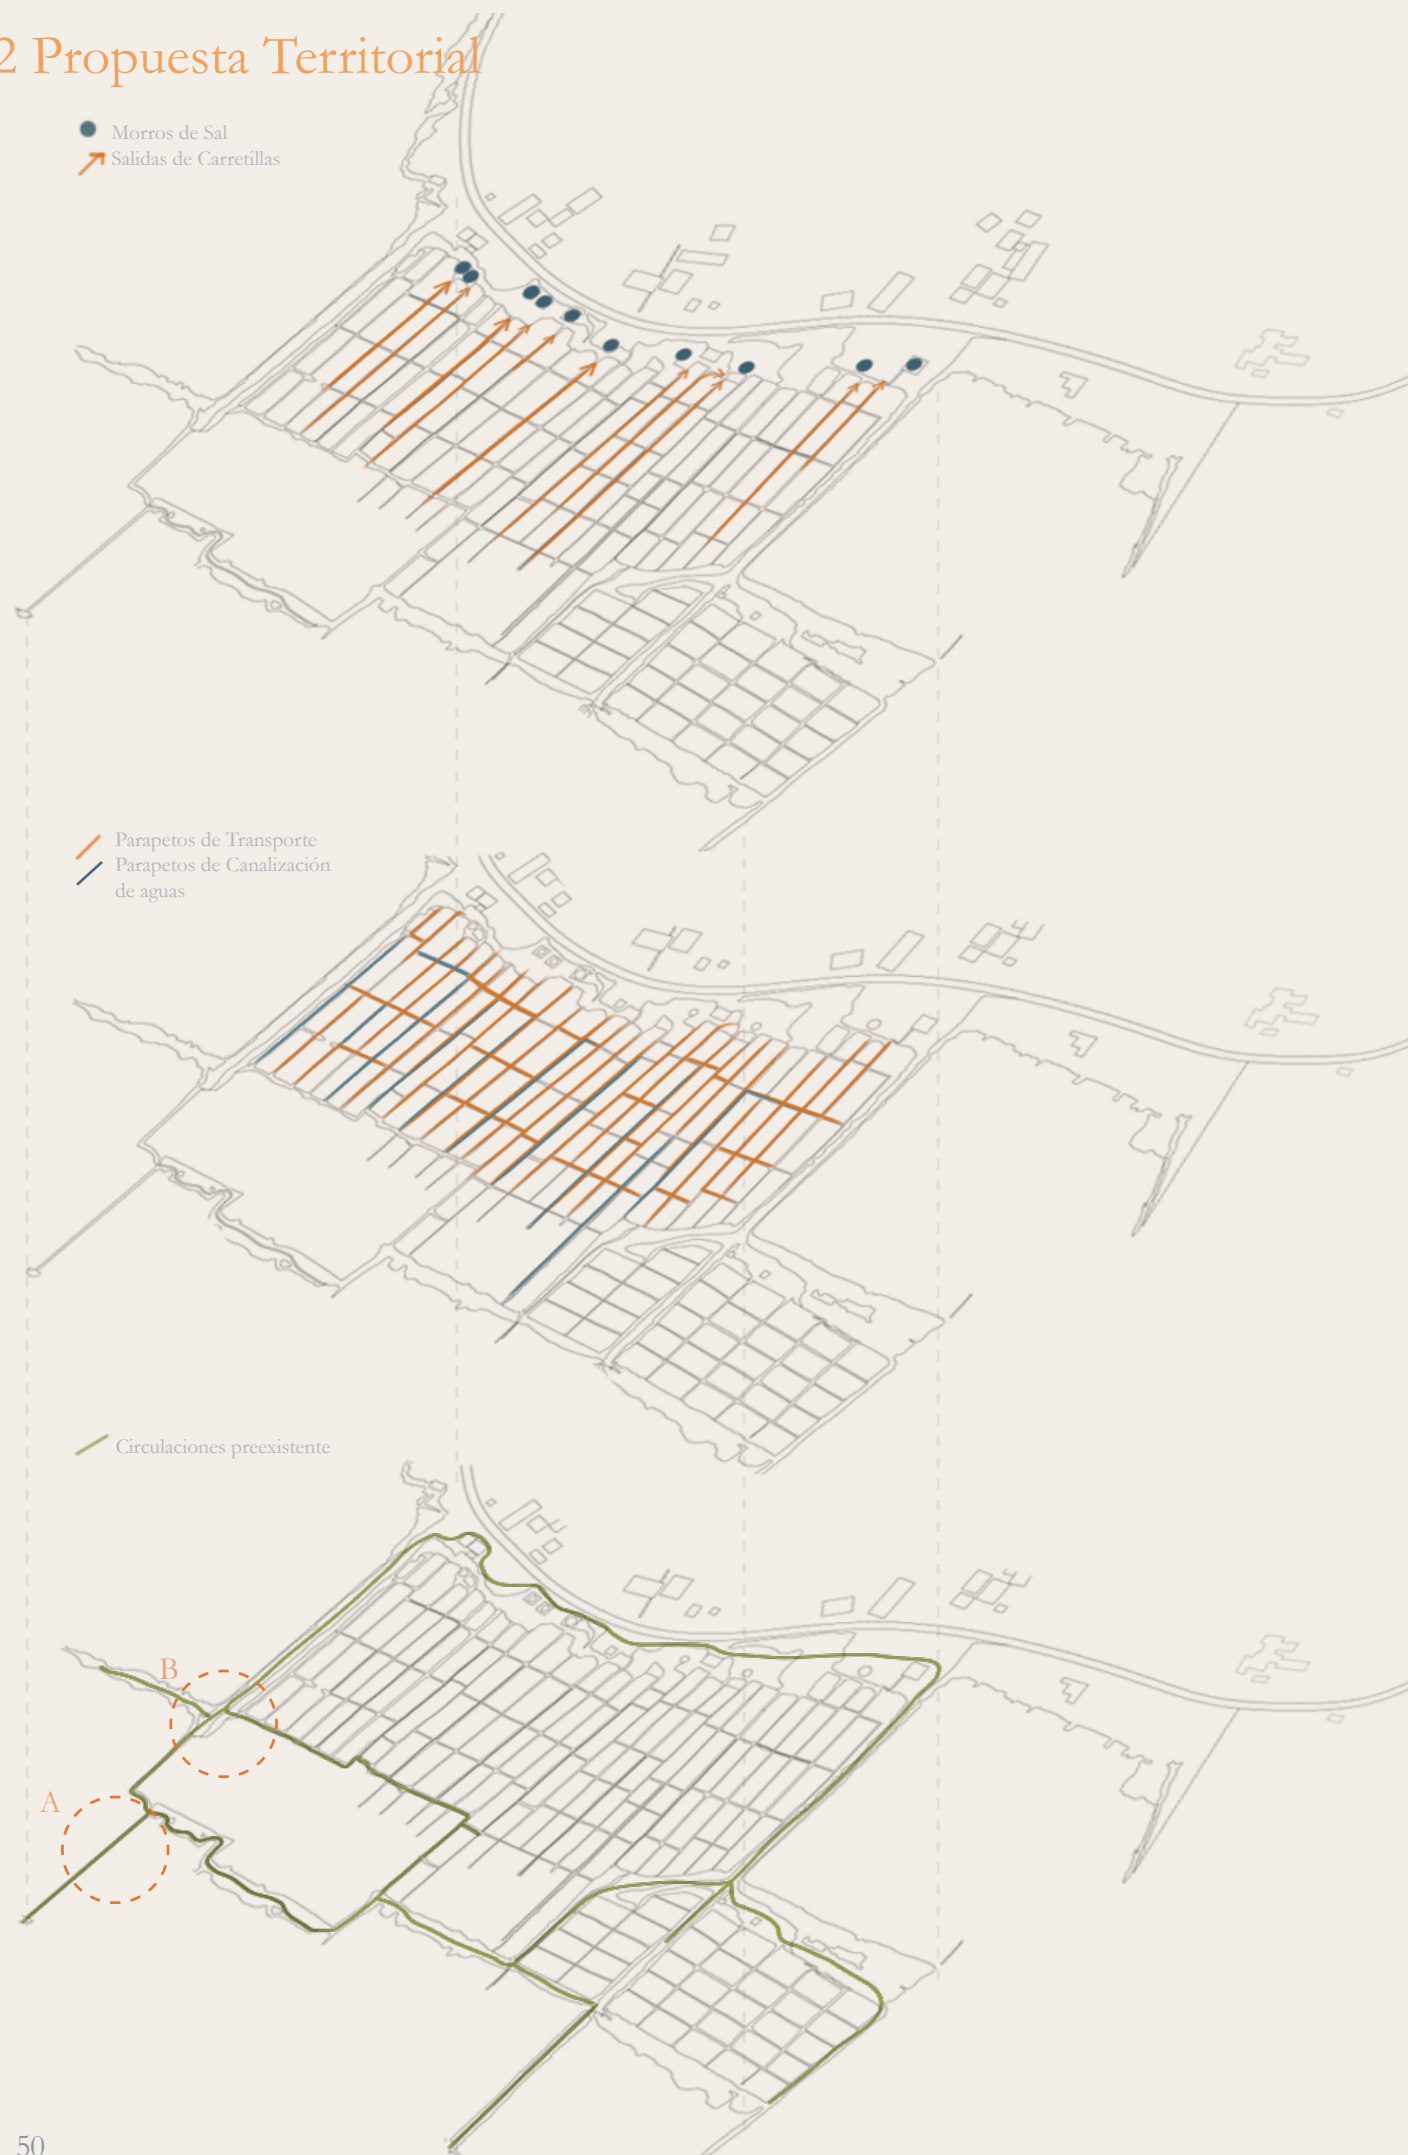 2 Propuesta Territorial
Morros de Sal
Salidas de Carretillas
Parapetos de Transporte
Parapetos de Canalización
de aguas
Circulaciones preexistente
B
A
50